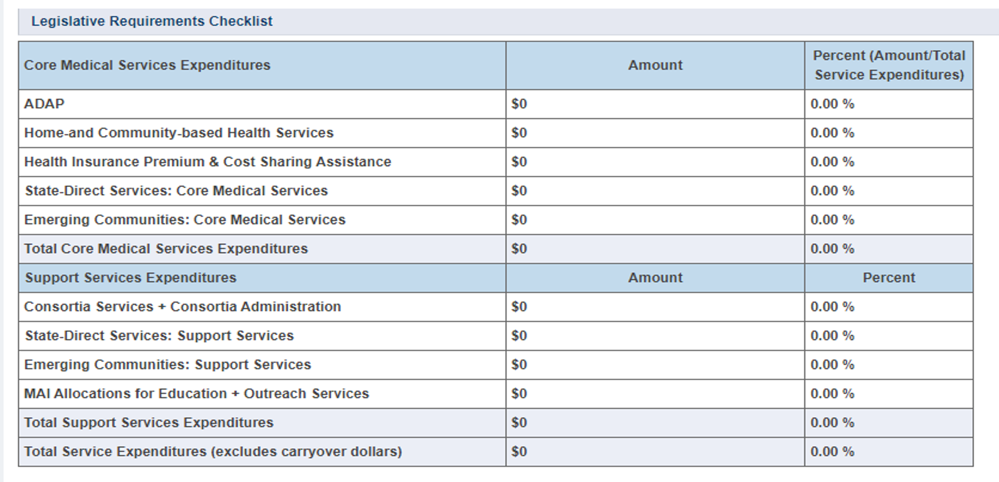 Legislative Requirements Checklist
Core Medical Services Expenditures Amount Percent (Amount/Total
Service Expenditures)
ADAP $0 0.00 %
Home-and Community-based Health Services $0 0.00 %
Health Insurance Premium & Cost Sharing Assistance $0 0.00 %
State-Direct Services: Core Medical Services $0 0.00 %
Emerging Communities: Core Medical Services $0 0.00 %
Total Core Medical Services Expenditures $0 0.00 %
Support Services Expenditures Amount Percent
Consortia Services + Consortia Administration $0 0.00 %
State-Direct Services: Support Services $0 0.00 %
Emerging Communities: Support Services $0 0.00 %
MAI Allocations for Education + Outreach Services $0 0.00 %
Total Support Services Expenditures $0 0.00 %
Total Service Expenditures (excludes carryover dollars) $0 0.00 %